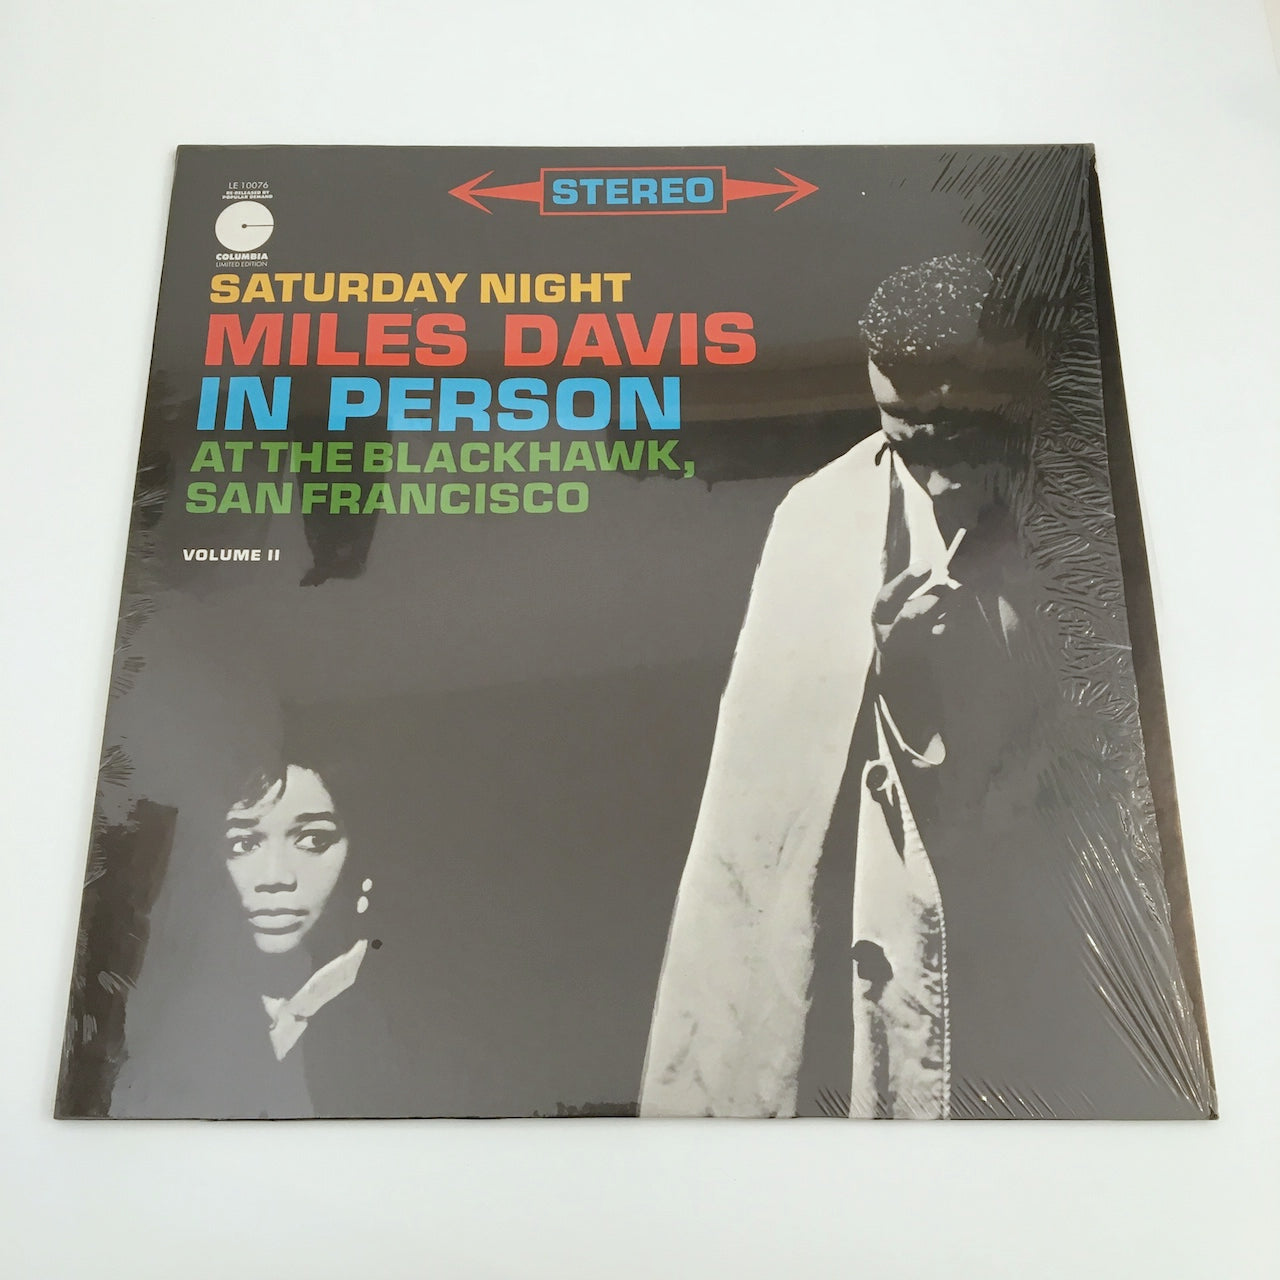 STEREO
LE 10076
RE-RELEASED BY
POPULAR DEMAND
COLUMBIA
LIMITED EDITION
SATURDAY NIGHT
MILES DAVIS
IN PERSON
AT THE BLACKHAWK,
SAN FRANCISCO
VOLUME II